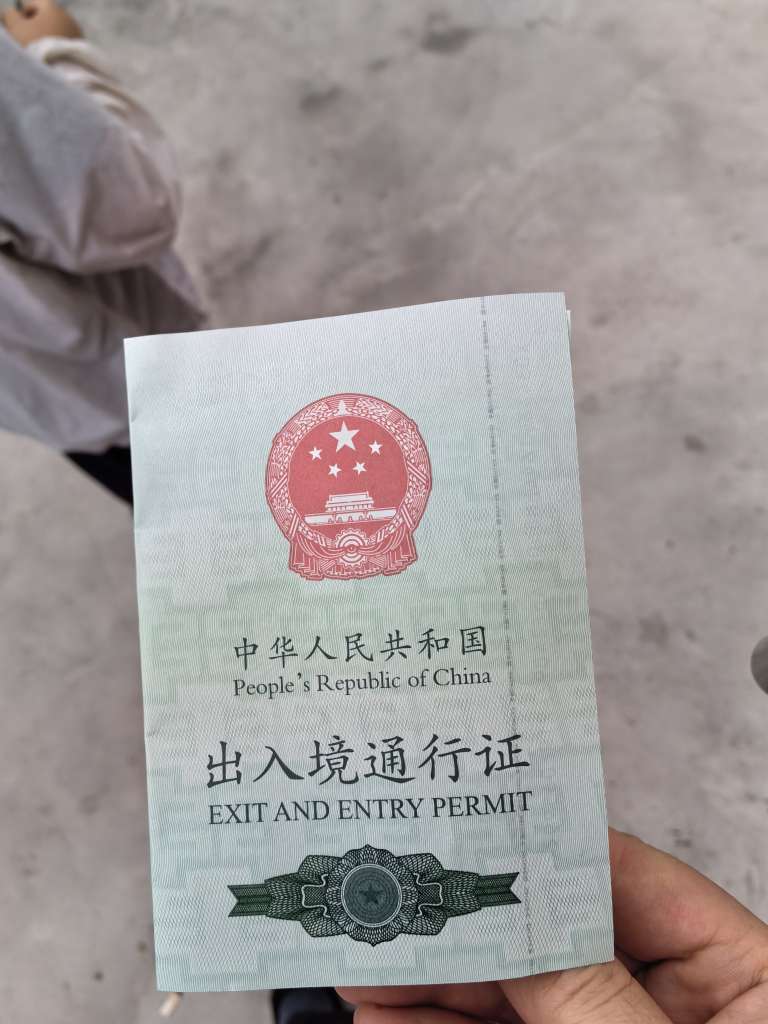 中华人民共和国
People's Republic of China
出入境通行证
EXIT AND ENTRY PERMIT